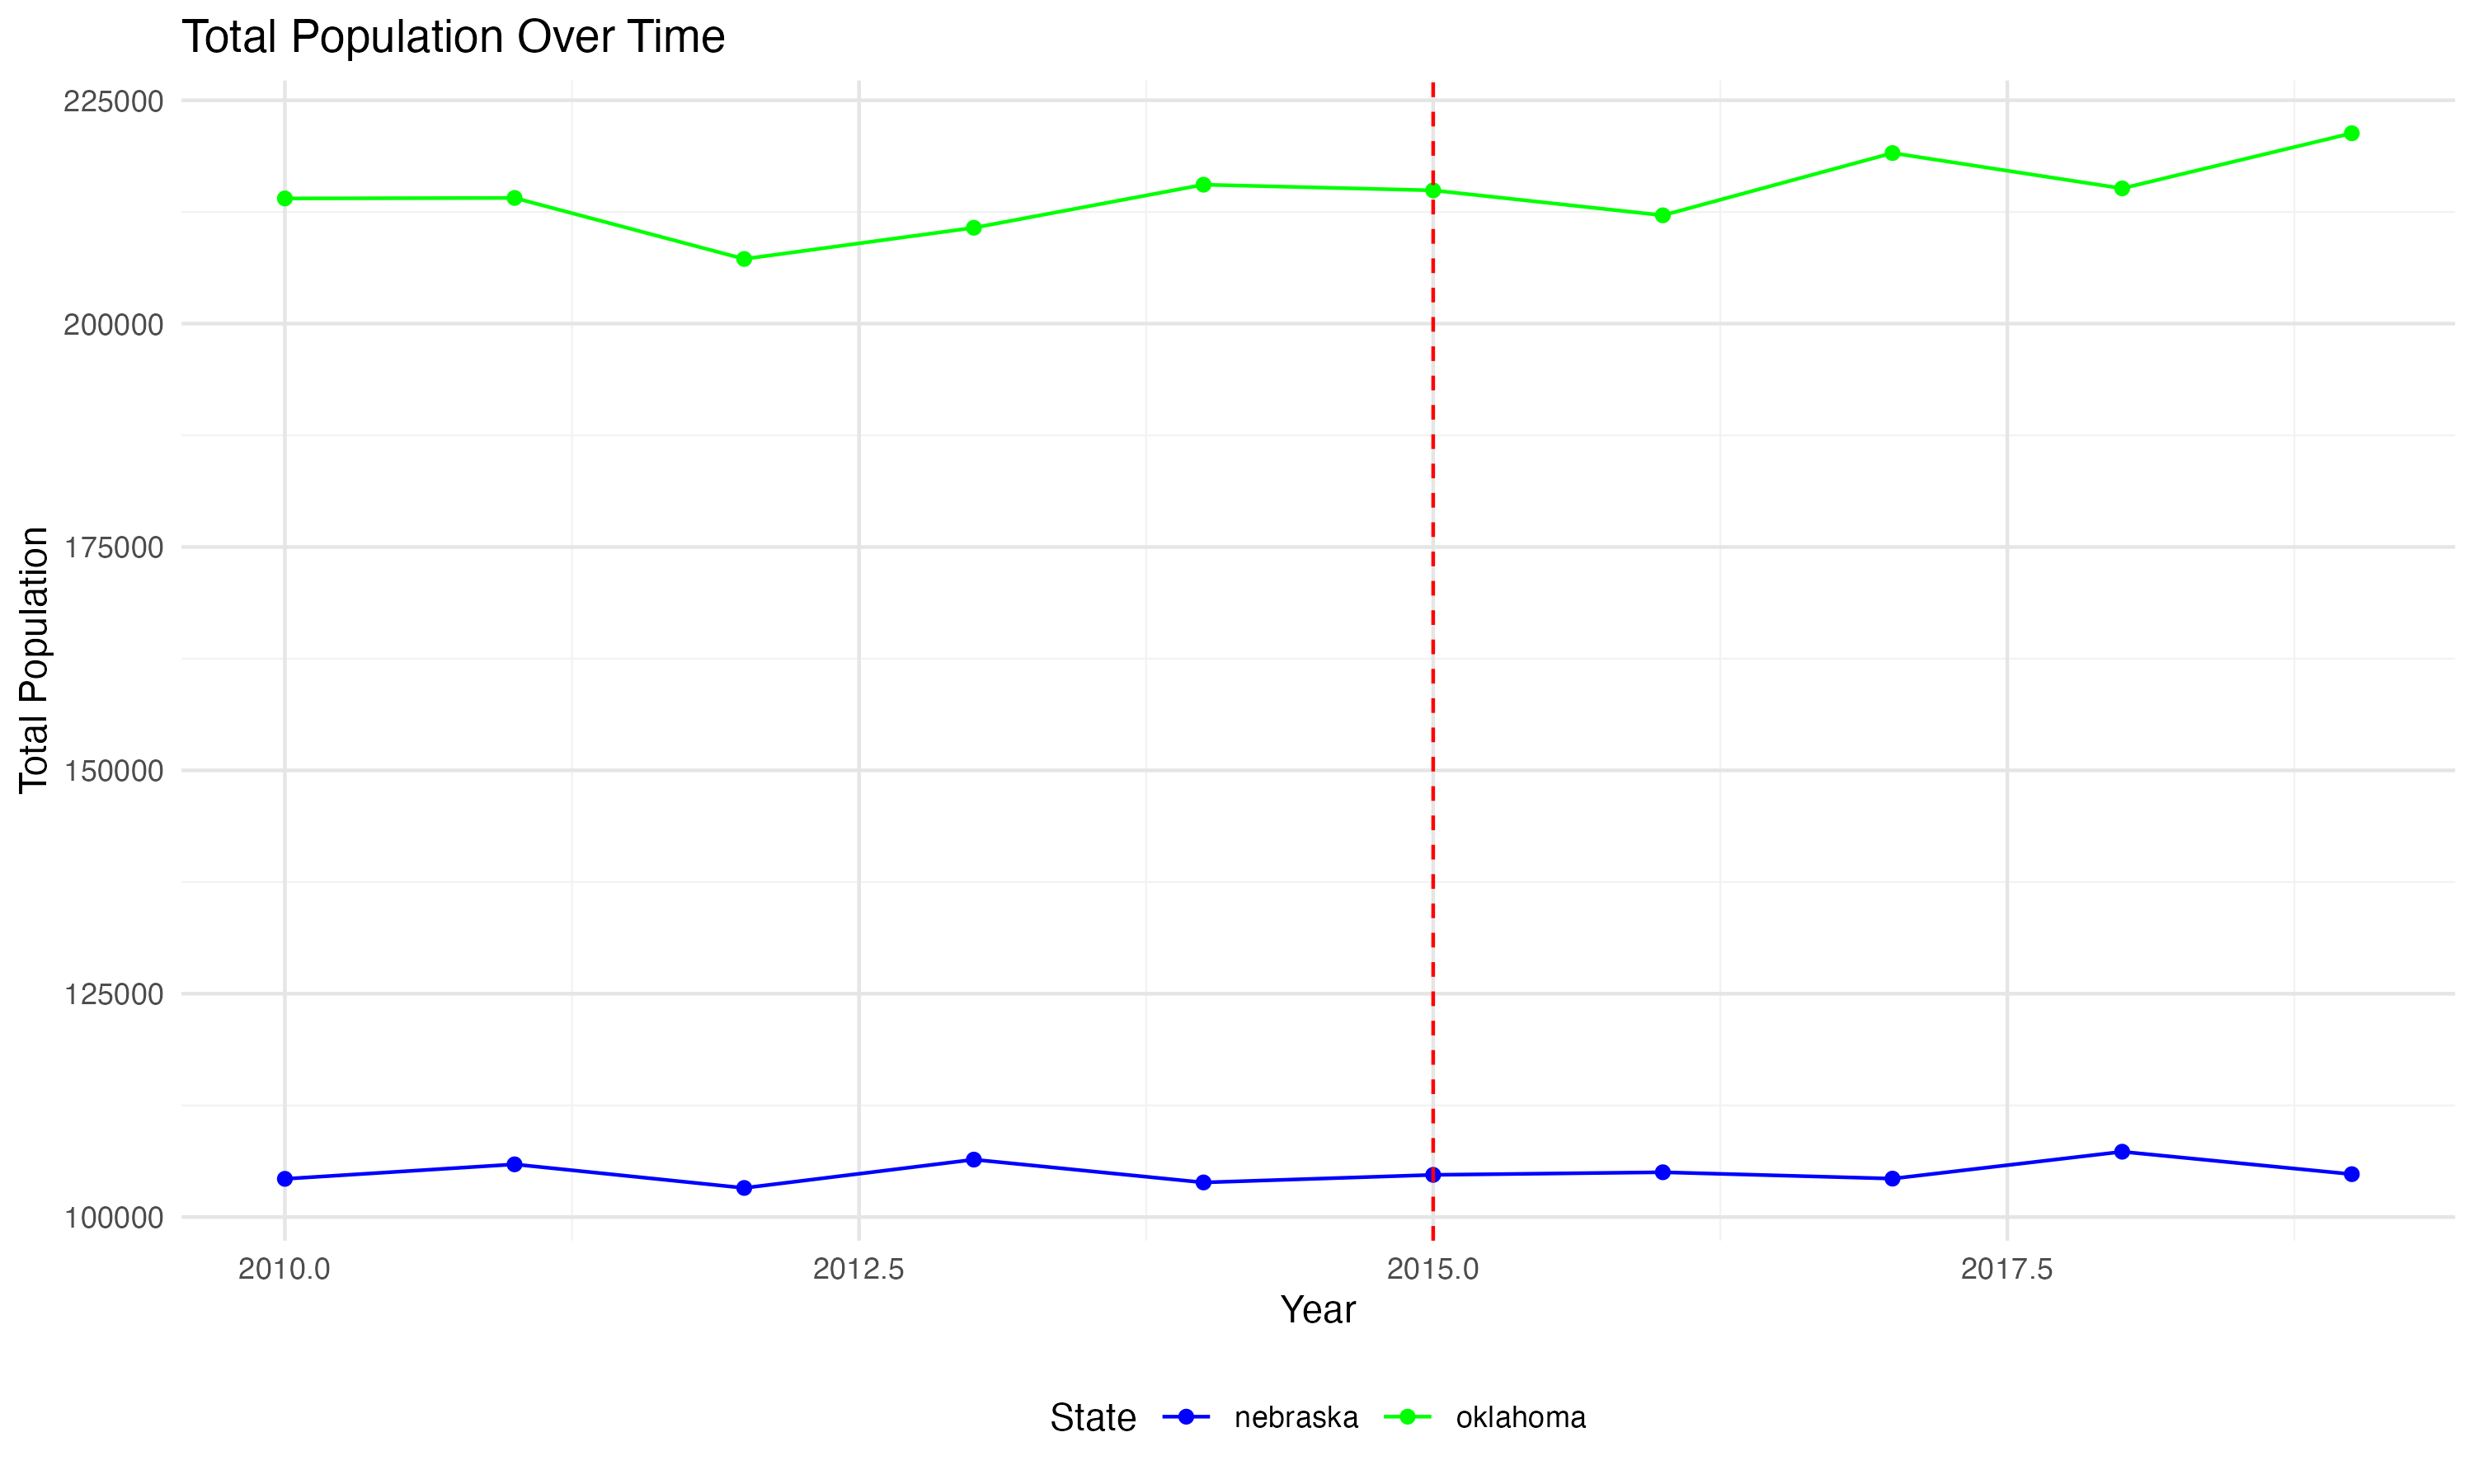 Total Population Over Time
Total Population
225000
200000
175000
150000
125000
100000
2010.0 2012.5 2015.0 2017.5
Year
State nebraska oklahoma